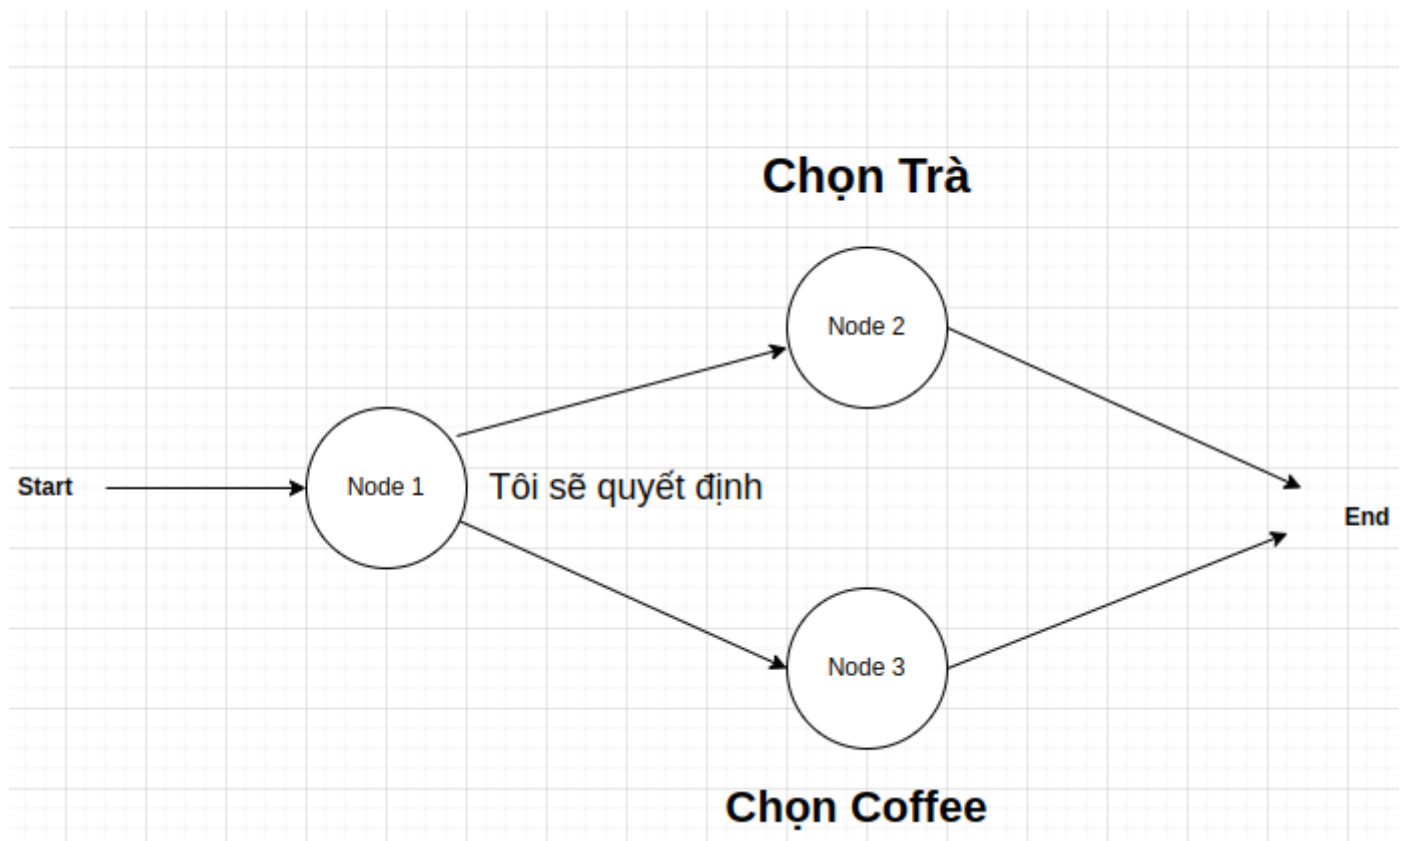 Chọn Trà
Node 2
Start
Node 1
Tôi sẽ quyết định
End
Node 3
Chọn Coffee